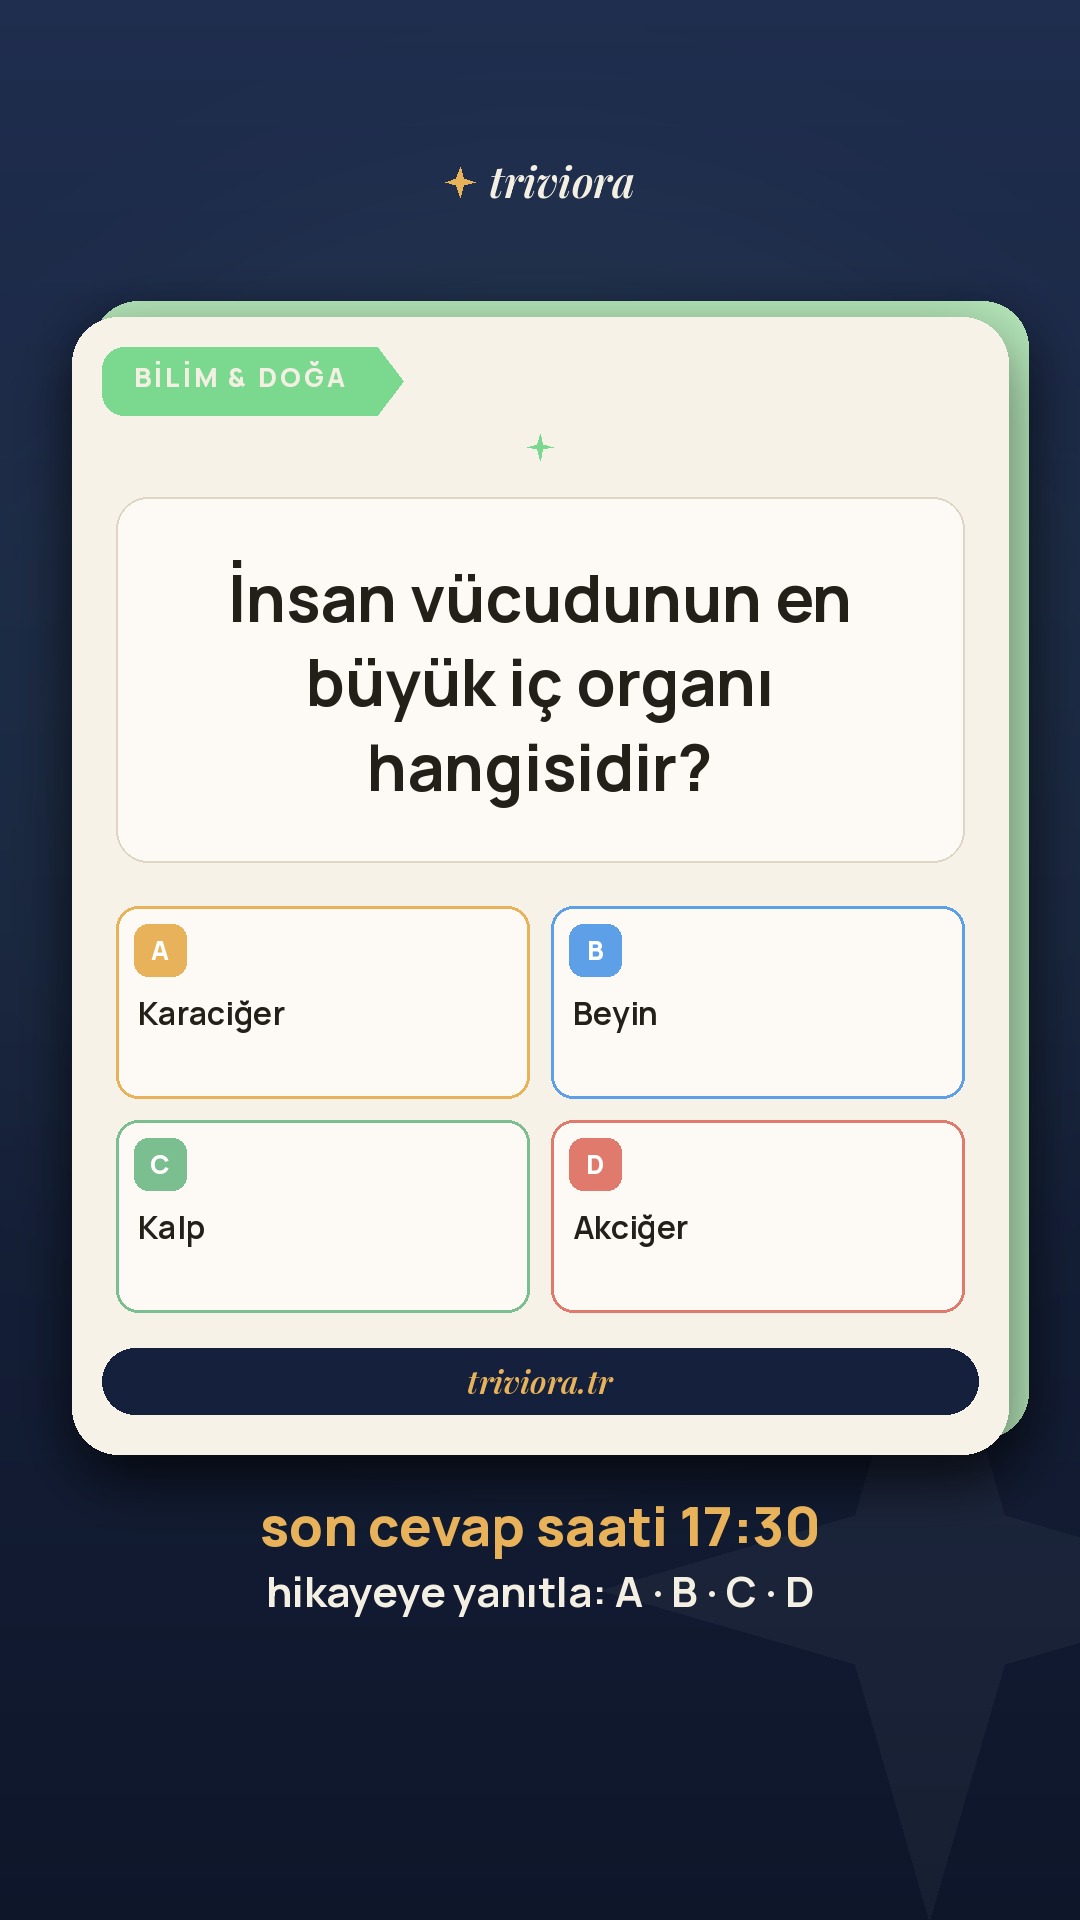 triviora
BİLİM & DOĞA
İnsan vücudunun en
büyük iç organı
hangisidir?
A
Karaciğer
B
Beyin
C
Kalp
D
Akciğer
triviora.tr
son cevap saati 17:30
hikayeye yanıtla: A · B · C · D